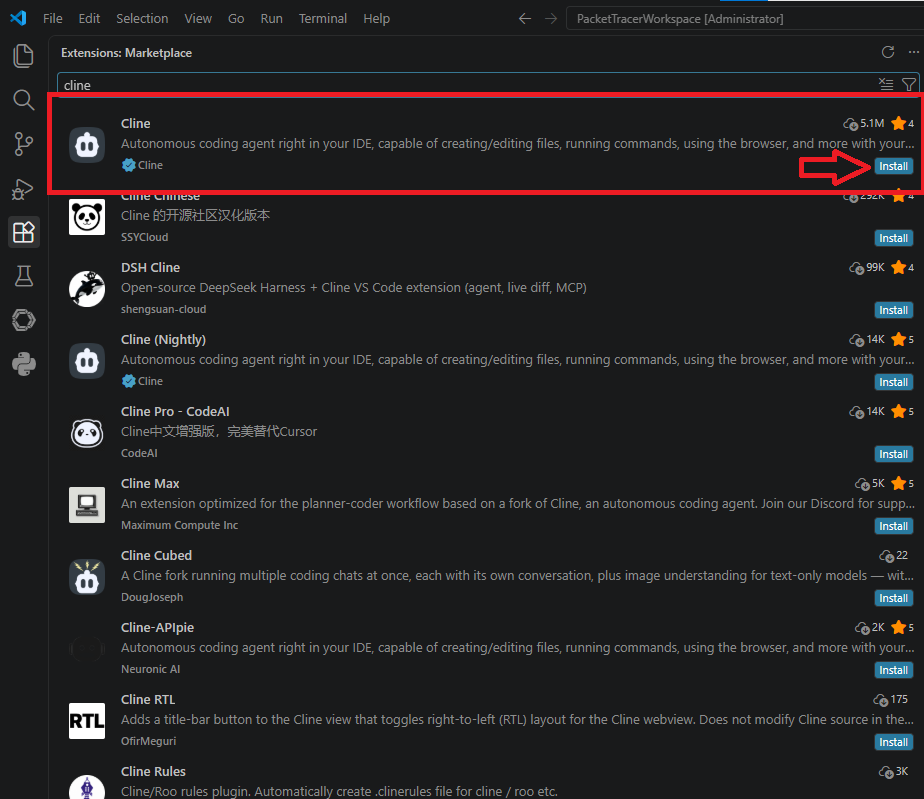 File Edit Selection View Go Run Terminal Help
PacketTracerWorkspace [Administrator]
Extensions: Marketplace
cline
Cline 5.1M 4
Autonomous coding agent right in your IDE, capable of creating/editing files, running commands, using the browser, and more with your...
Cline Install
Cline Chinese 292K 4
Cline 的开源社区汉化版本
SSYCloud Install
DSH Cline 99K 4
Open-source DeepSeek Harness + Cline VS Code extension (agent, live diff, MCP)
shengsuan-cloud Install
Cline (Nightly) 14K 5
Autonomous coding agent right in your IDE, capable of creating/editing files, running commands, using the browser, and more with your...
Cline Install
Cline Pro - CodeAI 14K 5
Cline中文增强版，完美替代Cursor
CodeAI Install
Cline Max 5K 5
An extension optimized for the planner-coder workflow based on a fork of Cline, an autonomous coding agent. Join our Discord for supp...
Maximum Compute Inc Install
Cline Cubed 22
A Cline fork running multiple coding chats at once, each with its own conversation, plus image understanding for text-only models — wit...
DougJoseph Install
Cline-APIpie 2K 5
Autonomous coding agent right in your IDE, capable of creating/editing files, running commands, using the browser, and more with your...
Neuronic AI Install
Cline RTL 175
RTL Adds a title-bar button to the Cline view that toggles right-to-left (RTL) layout for the Cline webview. Does not modify Cline source in the...
OfirMeguri Install
Cline Rules 3K
Cline/Roo rules plugin. Automatically create .clinerules file for cline / roo etc.